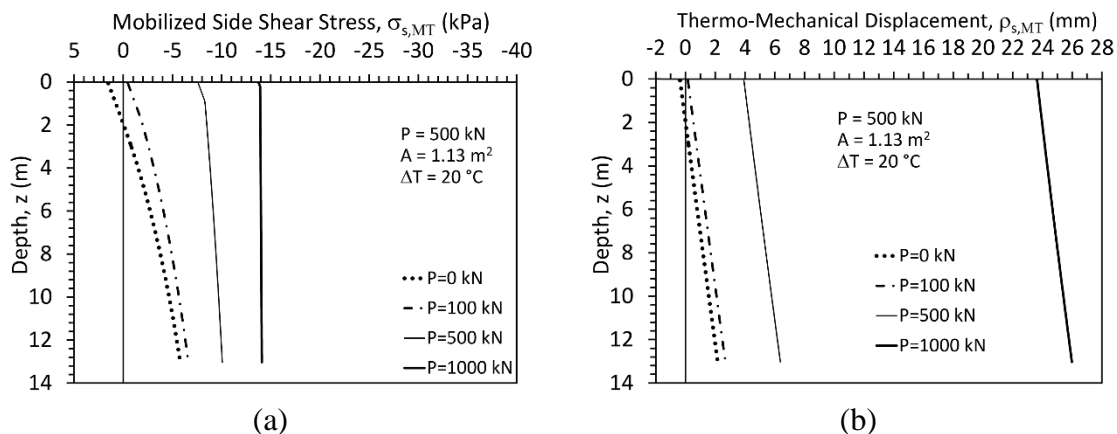 Mobilized Side Shear Stress, σs,MT (kPa)
5 0 -5 -10 -15 -20 -25 -30 -35 -40
0
2
4
6
8
10
12
14
Depth, z (m)
P = 500 kN
A = 1.13 m²
ΔT = 20 °C
P=0 kN
P=100 kN
P=500 kN
P=1000 kN
(a)
Thermo-Mechanical Displacement, ρs,MT (mm)
-2 0 2 4 6 8 10 12 14 16 18 20 22 24 26 28
0
2
4
6
8
10
12
14
Depth, z (m)
P = 500 kN
A = 1.13 m²
ΔT = 20 °C
P=0 kN
P=100 kN
P=500 kN
P=1000 kN
(b)